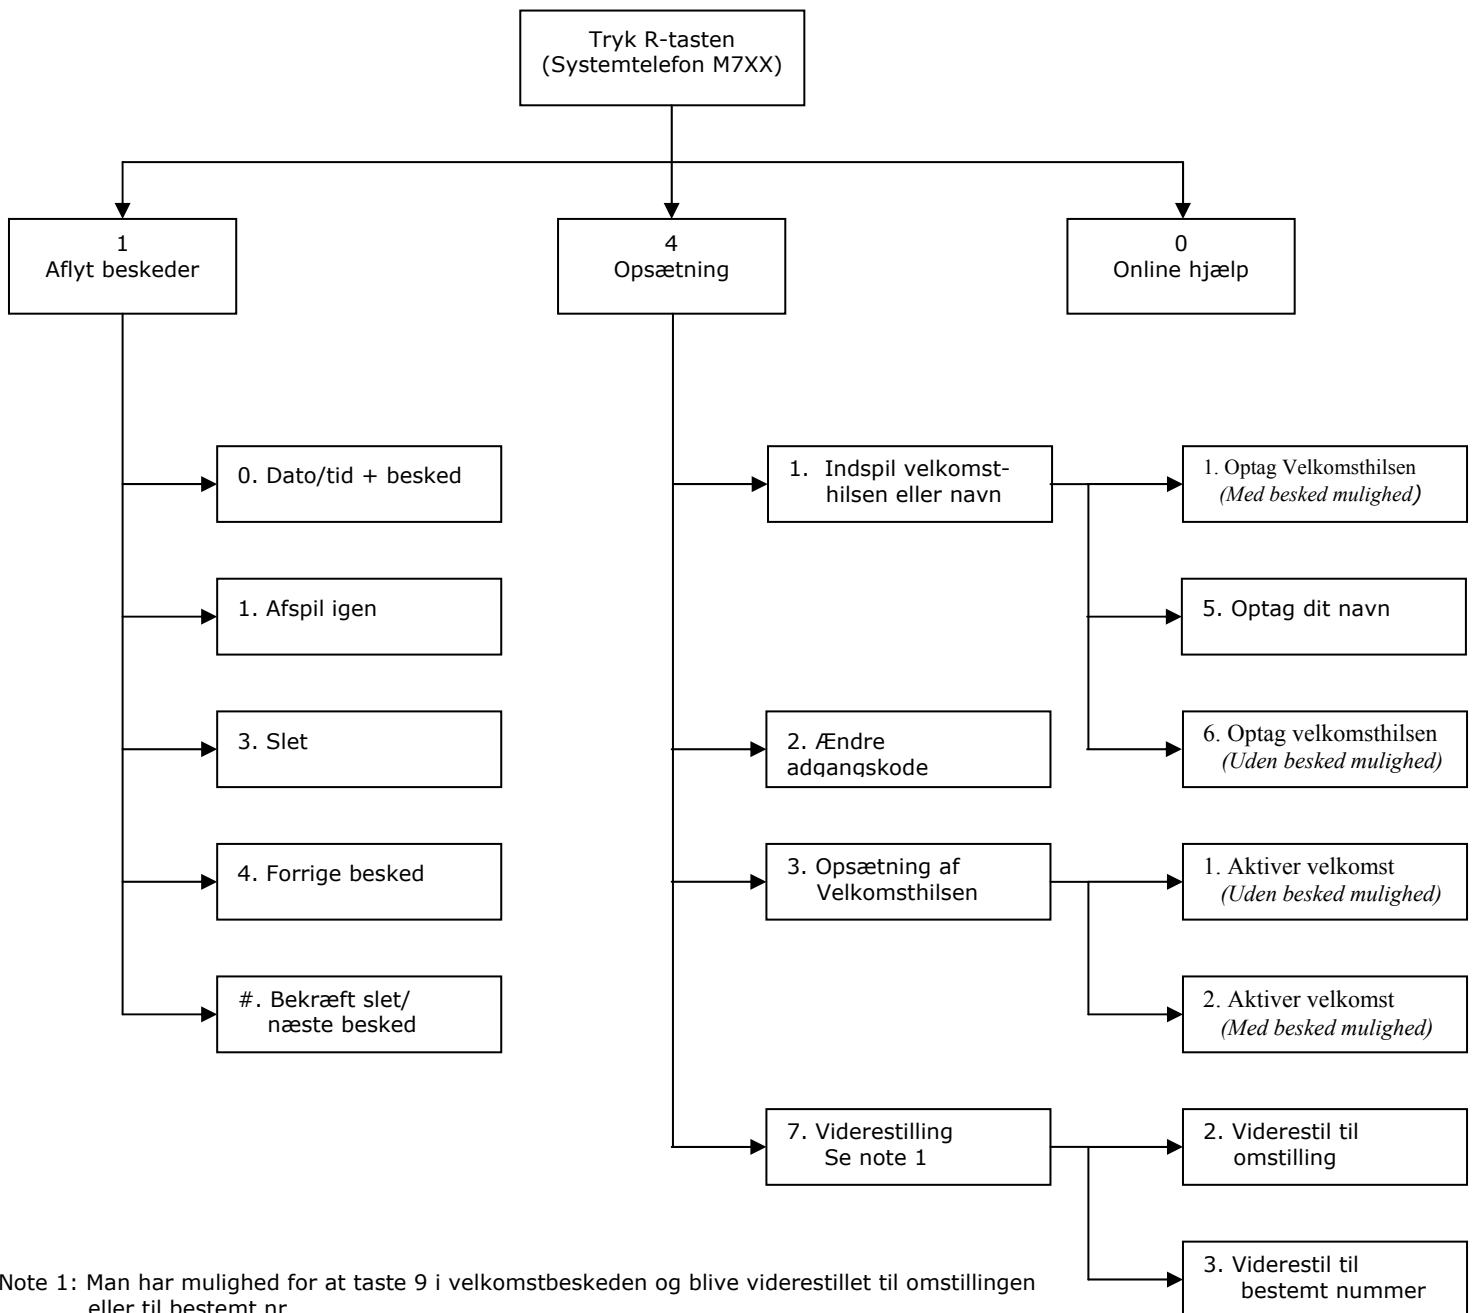 Tryk R-tasten
(Systemtelefon M7XX)
1
Aflyt beskeder
4
Opsætning
0
Online hjælp
0. Dato/tid + besked
1. Afspil igen
3. Slet
4. Forrige besked
#. Bekræft slet/
næste besked
1. Indspil velkomst-
hilsen eller navn
2. Ændre
adgangskode
3. Opsætning af
Velkomsthilsen
7. Viderestilling
Se note 1
1. Optag Velkomsthilsen
(Med besked mulighed)
5. Optag dit navn
6. Optag velkomsthilsen
(Uden besked mulighed)
1. Aktiver velkomst
(Uden besked mulighed)
2. Aktiver velkomst
(Med besked mulighed)
2. Viderestil til
omstilling
3. Viderestil til
bestemt nummer
Note 1: Man har mulighed for at taste 9 i velkomstbeskeden og blive viderestillet til omstillingen
eller til bestemt nr